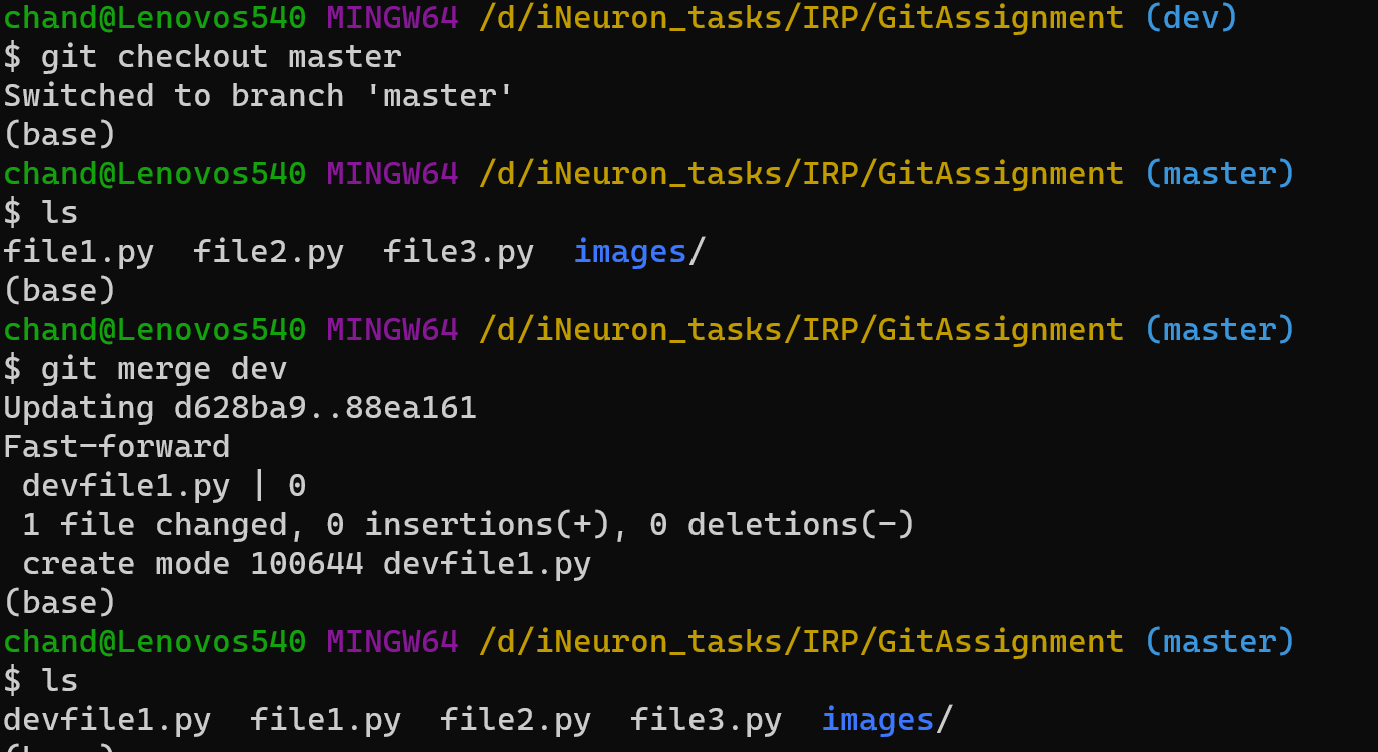 chand@Lenovos540 MINGW64 /d/iNeuron_tasks/IRP/GitAssignment (dev)
$ git checkout master
Switched to branch 'master'
(base)
chand@Lenovos540 MINGW64 /d/iNeuron_tasks/IRP/GitAssignment (master)
$ ls
file1.py  file2.py  file3.py  images/
(base)
chand@Lenovos540 MINGW64 /d/iNeuron_tasks/IRP/GitAssignment (master)
$ git merge dev
Updating d628ba9..88ea161
Fast-forward
 devfile1.py | 0
 1 file changed, 0 insertions(+), 0 deletions(-)
 create mode 100644 devfile1.py
(base)
chand@Lenovos540 MINGW64 /d/iNeuron_tasks/IRP/GitAssignment (master)
$ ls
devfile1.py  file1.py  file2.py  file3.py  images/